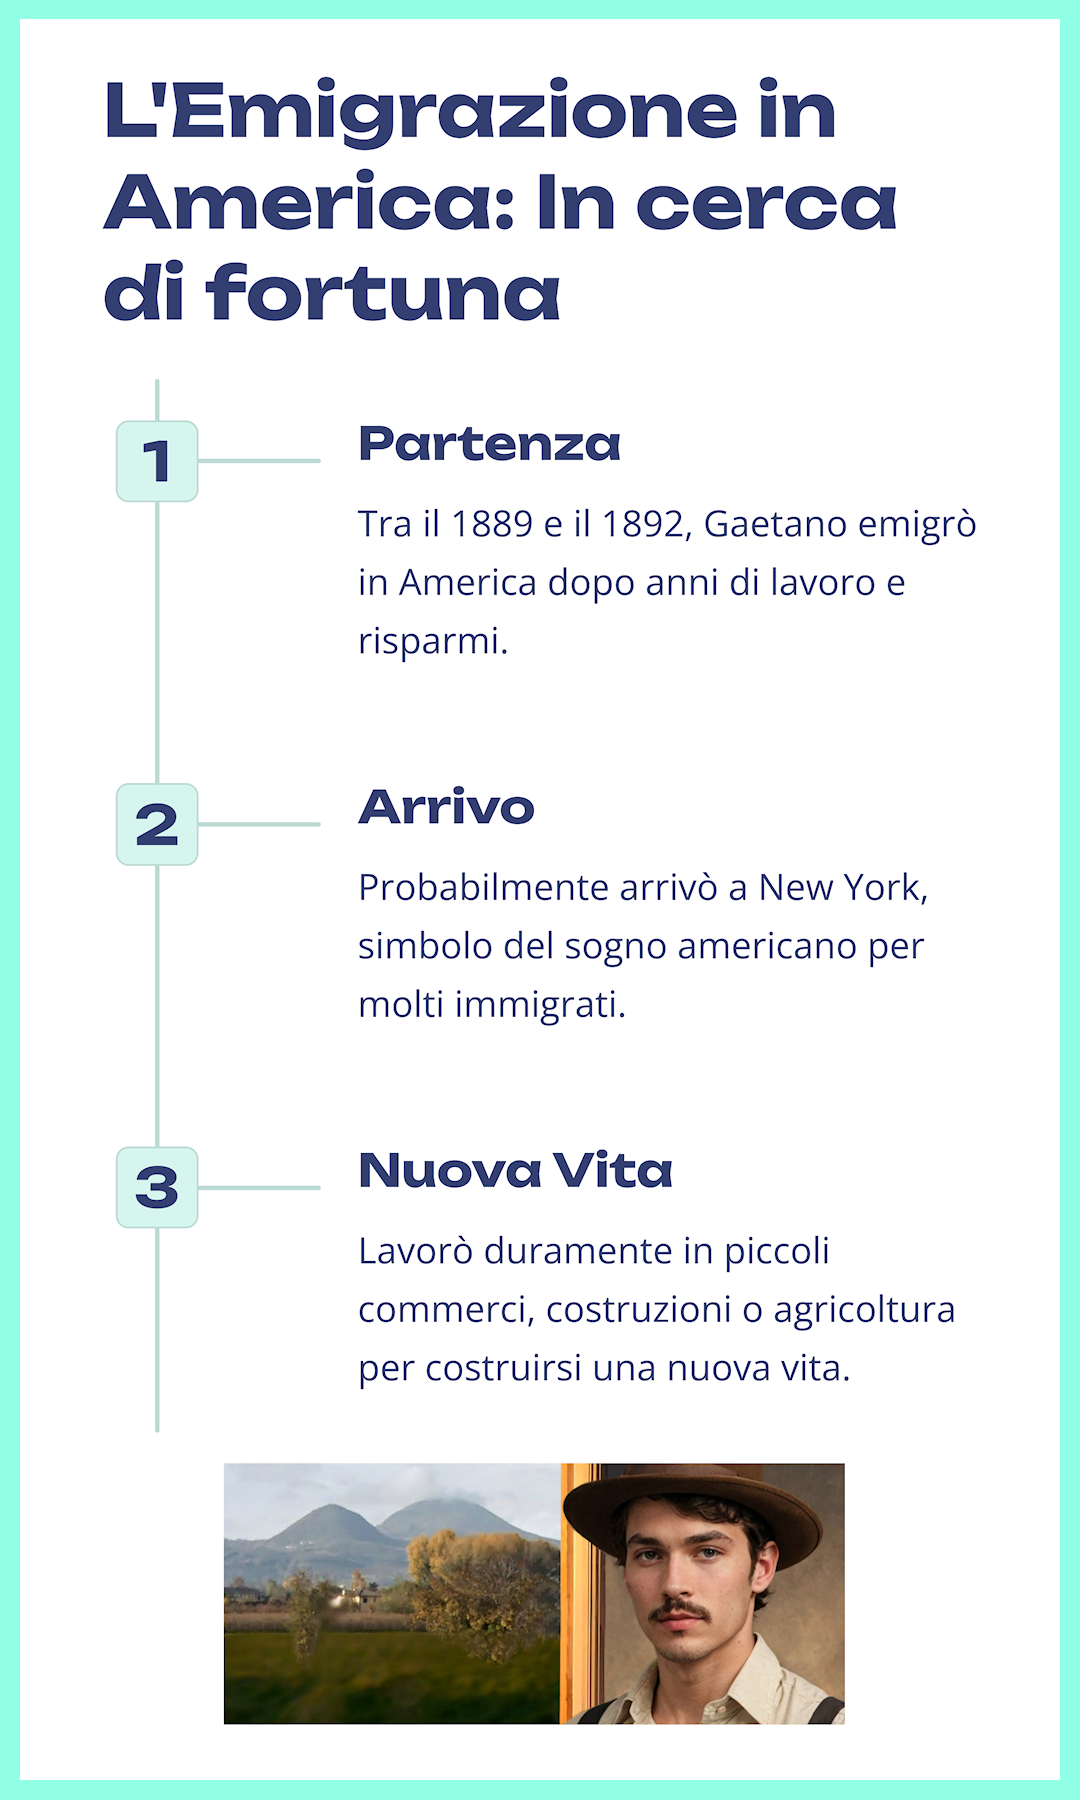 L'Emigrazione in
America: In cerca
di fortuna
1
Partenza
Tra il 1889 e il 1892, Gaetano emigrò
in America dopo anni di lavoro e
risparmi.
2
Arrivo
Probabilmente arrivò a New York,
simbolo del sogno americano per
molti immigrati.
3
Nuova Vita
Lavorò duramente in piccoli
commerci, costruzioni o agricoltura
per costruirsi una nuova vita.